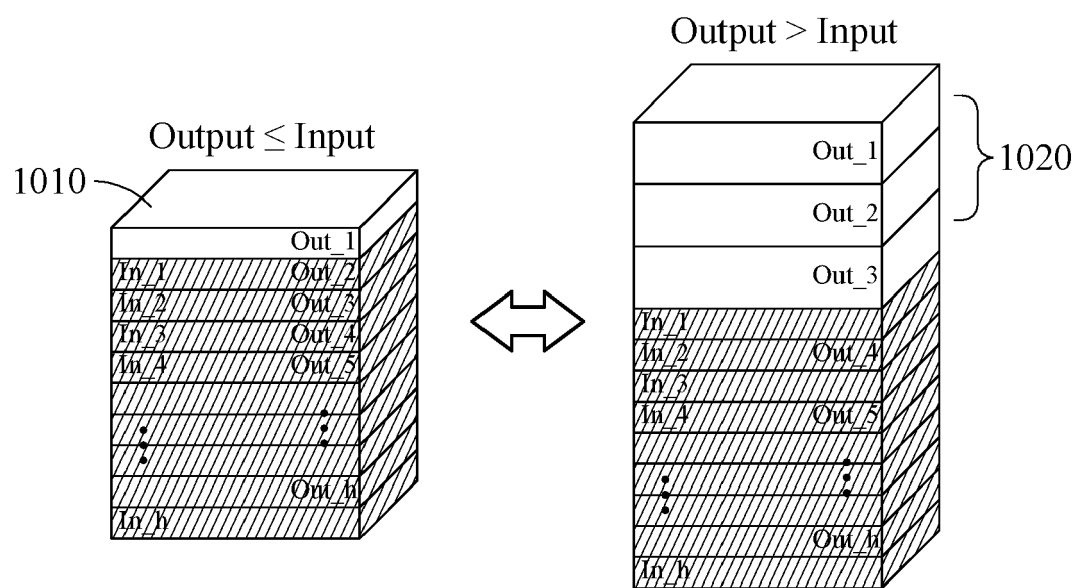 Output ≤ Input
1010
Out_1
In_1 Out_2
In_2 Out_3
In_3 Out_4
In_4 Out_5
Out_h
In_h
Output > Input
1020
Out_1
Out_2
Out_3
In_1
In_2 Out_4
In_3
In_4 Out_5
Out_h
In_h